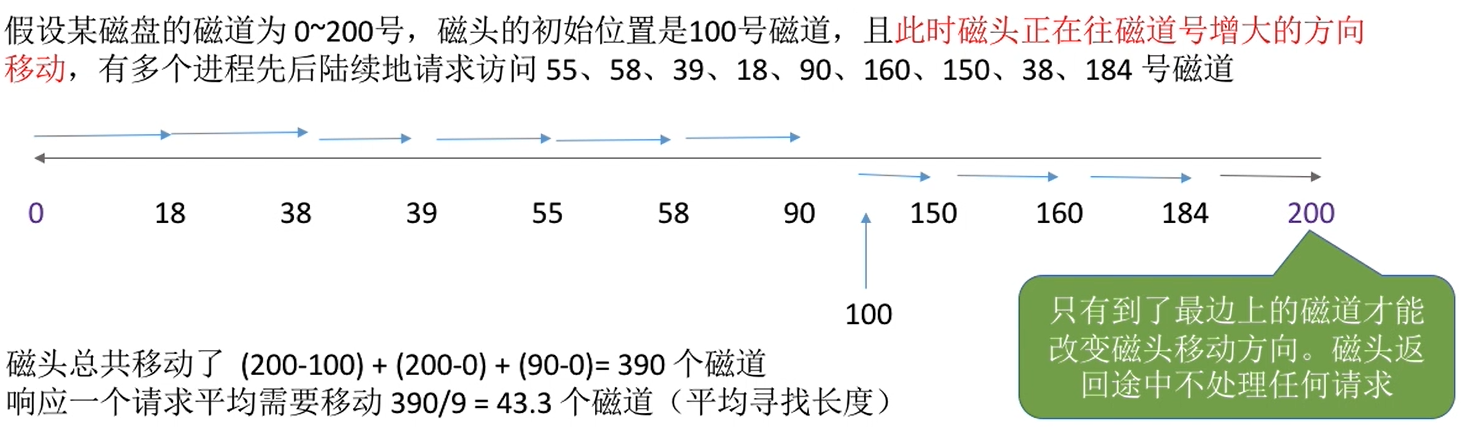 假设某磁盘的磁道为 0~200号，磁头的初始位置是100号磁道，且此时磁头正在往磁道号增大的方向
移动，有多个进程先后陆续地请求访问 55、58、39、18、90、160、150、38、184 号磁道
0 18 38 39 55 58 90 150 160 184 200
100
只有到了最边上的磁道才能
改变磁头移动方向。磁头返
回途中不处理任何请求
磁头总共移动了 (200-100) + (200-0) + (90-0)= 390 个磁道
响应一个请求平均需要移动 390/9 = 43.3 个磁道（平均寻找长度）